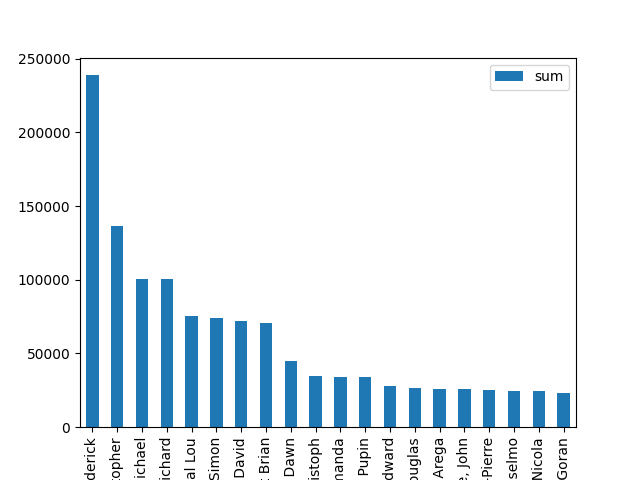 250000
200000
150000
100000
50000
0
sum
derick
topher
ichael
ichard
al Lou
Simon
David
Brian
Dawn
istoph
manda
Pupin
dward
ouglas
Arega
e, John
-Pierre
selmo
Nicola
Goran